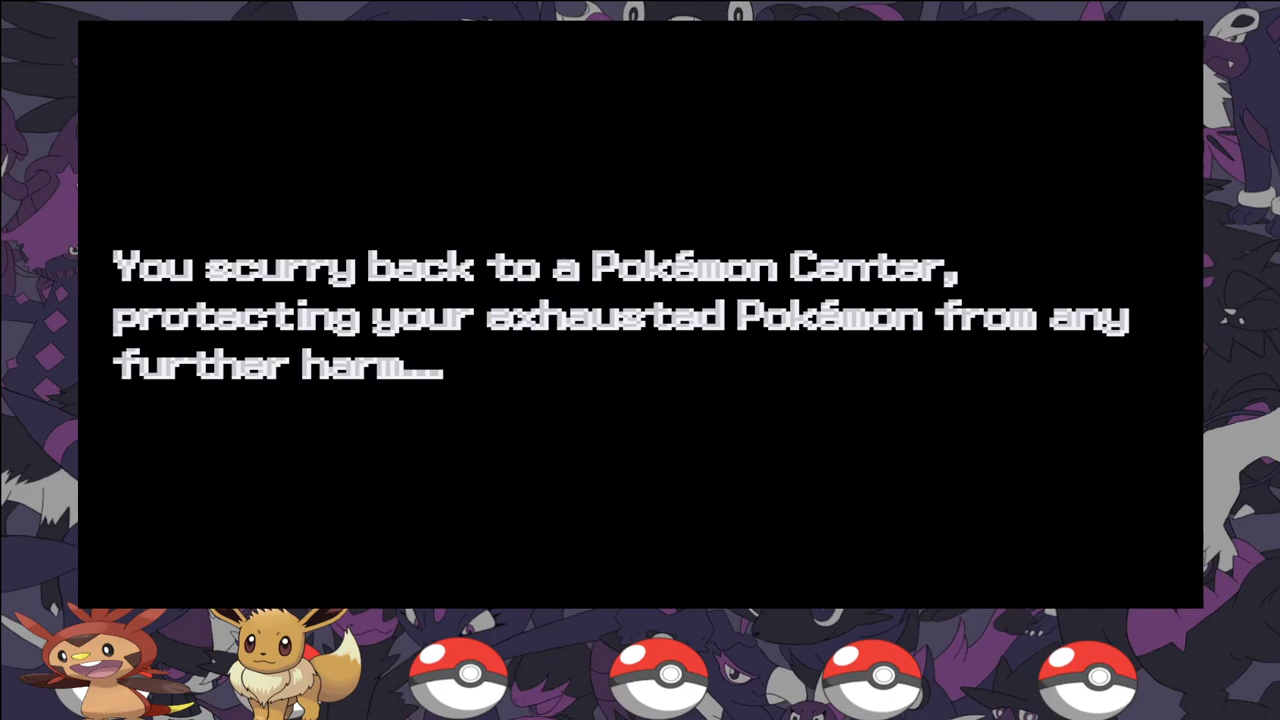 You scurry back to a Pokémon Center,
protecting your exhausted Pokémon from any
further harm...